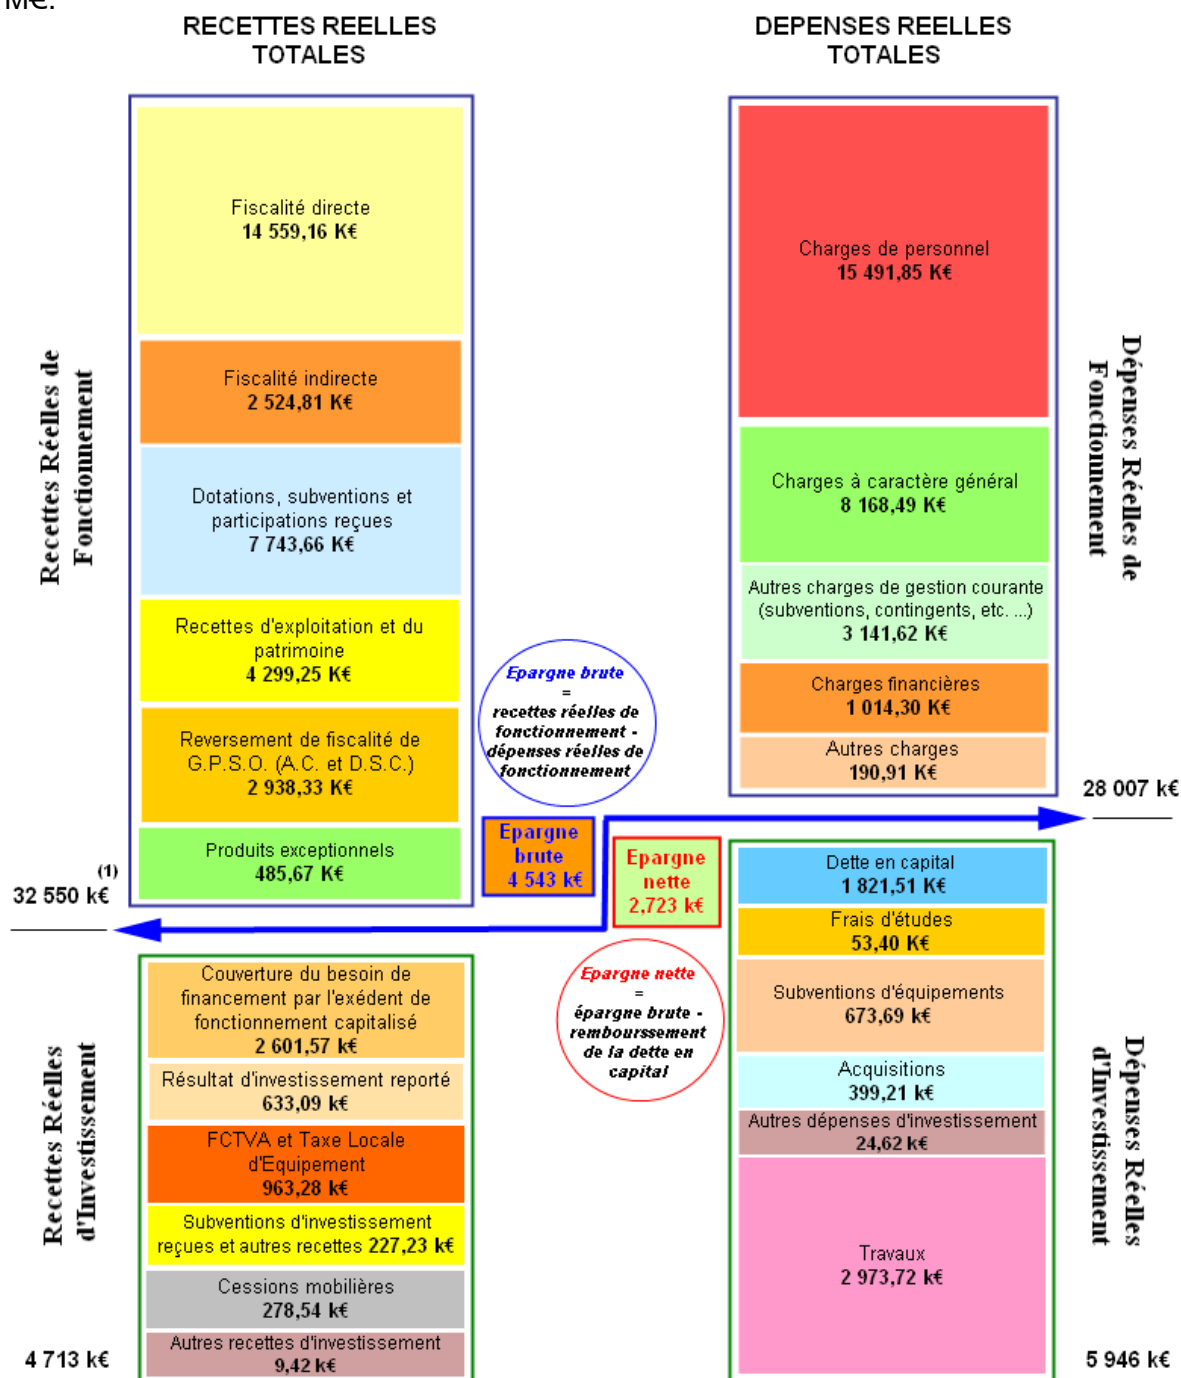 M€.
RECETTES REELLES
TOTALES
DEPENSES REELLES
TOTALES
Recettes Réelles de
Fonctionnement
Fiscalité directe
14 559,16 K€
Fiscalité indirecte
2 524,81 K€
Dotations, subventions et
participations reçues
7 743,66 K€
Recettes d'exploitation et du
patrimoine
4 299,25 K€
Reversement de fiscalité de
G.P.S.O. (A.C. et D.S.C.)
2 938,33 K€
Produits exceptionnels
485,67 K€
(1)
32 550 k€
Epargne brute
=
recettes réelles de
fonctionnement -
dépenses réelles de
fonctionnement
Epargne
brute
4 543 k€
Epargne
nette
2,723 k€
Epargne nette
=
épargne brute -
rembourssement
de la dette en
capital
Charges de personnel
15 491,85 K€
Charges à caractère général
8 168,49 K€
Autres charges de gestion courante
(subventions, contingents, etc. ...)
3 141,62 K€
Charges financières
1 014,30 K€
Autres charges
190,91 K€
Dépenses Réelles de
Fonctionnement
28 007 k€
Recettes Réelles
d'Investissement
Couverture du besoin de
financement par l'exédent de
fonctionnement capitalisé
2 601,57 k€
Résultat d'investissement reporté
633,09 k€
FCTVA et Taxe Locale
d'Equipement
963,28 k€
Subventions d'investissement
reçues et autres recettes 227,23 k€
Cessions mobilières
278,54 k€
Autres recettes d'investissement
9,42 k€
4 713 k€
Dette en capital
1 821,51 K€
Frais d'études
53,40 K€
Subventions d'équipements
673,69 k€
Acquisitions
399,21 k€
Autres dépenses d'investissement
24,62 k€
Travaux
2 973,72 k€
Dépenses Réelles
d'Investissement
5 946 k€